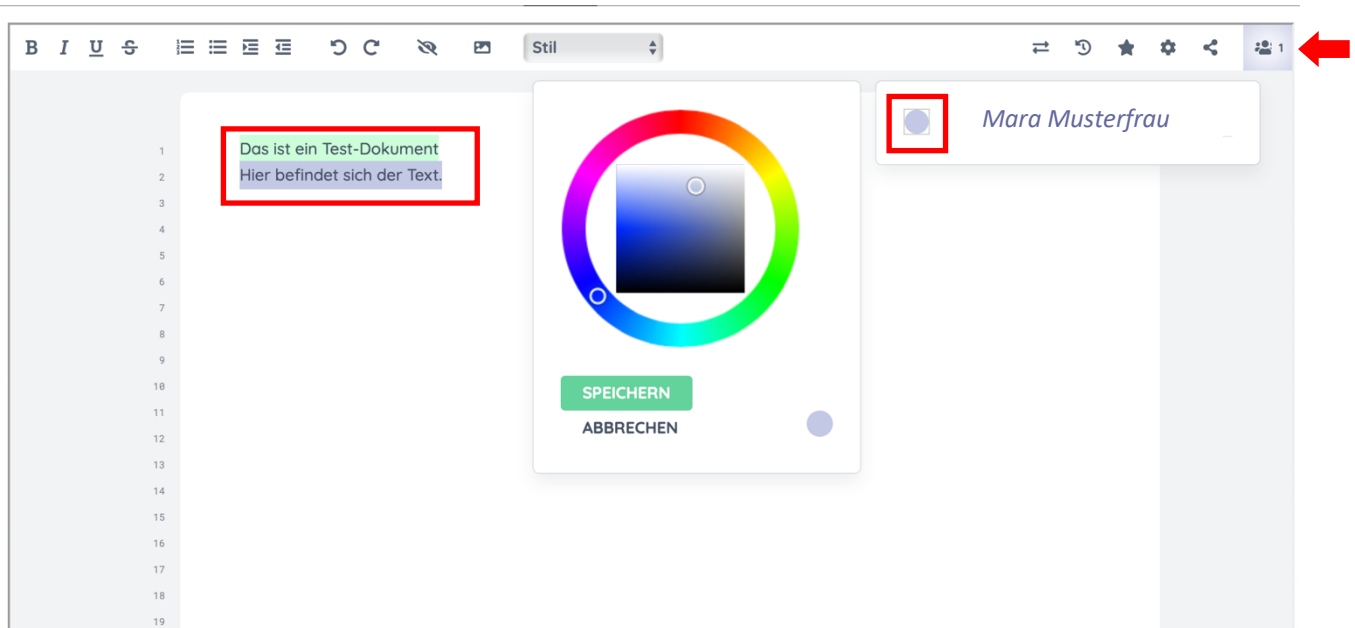 B I U S Stil 1
Mara Musterfrau
1 Das ist ein Test-Dokument
2 Hier befindet sich der Text.
3
4
5
6
7
8
9
10
11
12
13
14
15
16
17
18
19
SPEICHERN
ABBRECHEN